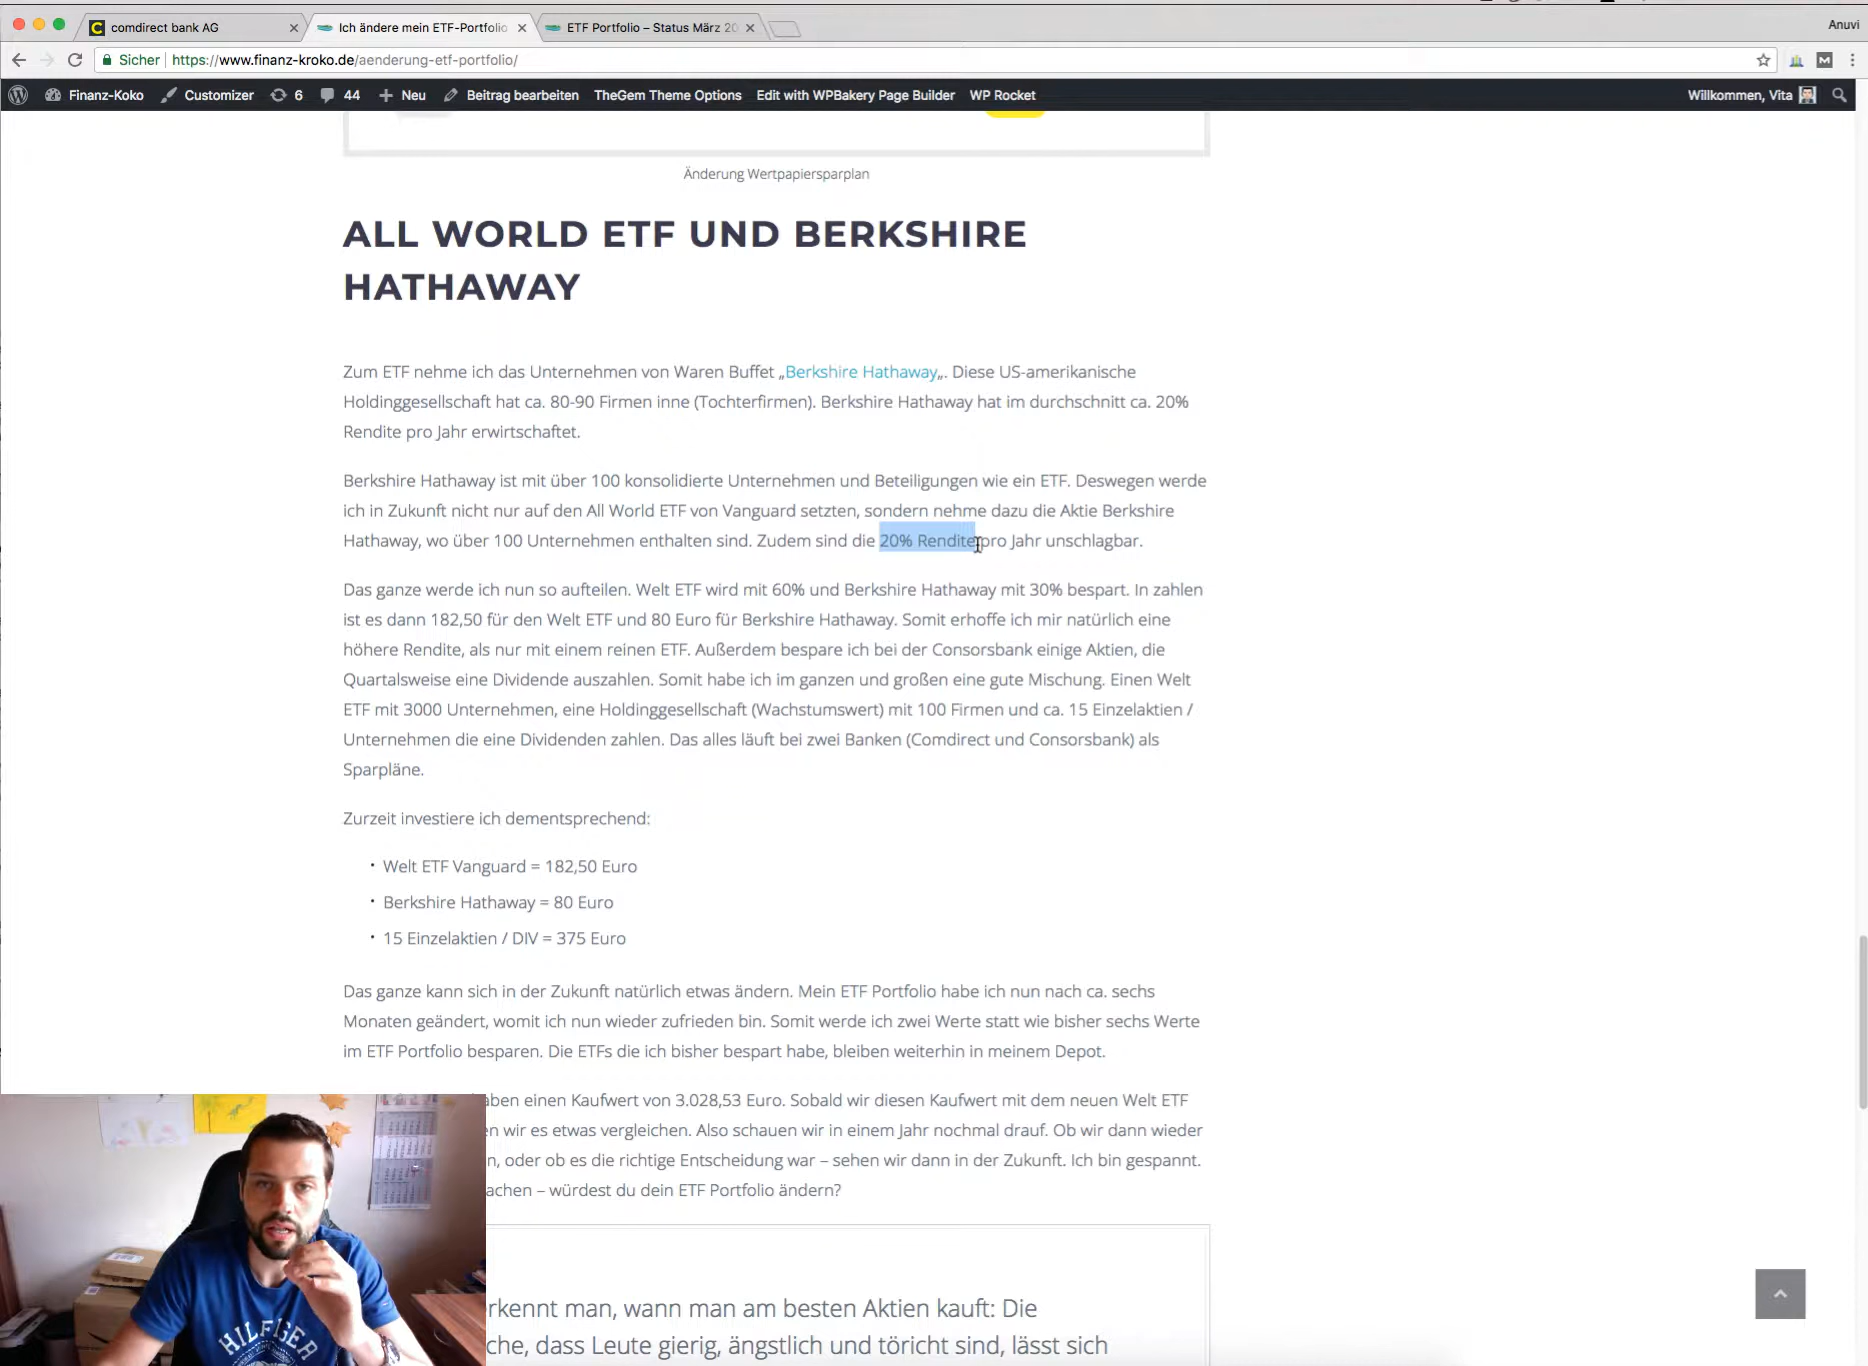 comdirect bank AG
Ich ändere mein ETF-Portfolio
ETF Portfolio – Status März 20
Anuvi
Sicher
https://www.finanz-kroko.de/aenderung-etf-portfolio/
Finanz-Koko
Customizer
6
44
Neu
Beitrag bearbeiten
TheGem Theme Options
Edit with WPBakery Page Builder
WP Rocket
Willkommen, Vita
Änderung Wertpapiersparplan
ALL WORLD ETF UND BERKSHIRE
HATHAWAY
Zum ETF nehme ich das Unternehmen von Waren Buffet „Berkshire Hathaway„. Diese US-amerikanische
Holdinggesellschaft hat ca. 80-90 Firmen inne (Tochterfirmen). Berkshire Hathaway hat im durchschnitt ca. 20%
Rendite pro Jahr erwirtschaftet.
Berkshire Hathaway ist mit über 100 konsolidierte Unternehmen und Beteiligungen wie ein ETF. Deswegen werde
ich in Zukunft nicht nur auf den All World ETF von Vanguard setzten, sondern nehme dazu die Aktie Berkshire
Hathaway, wo über 100 Unternehmen enthalten sind. Zudem sind die 20% Rendite pro Jahr unschlagbar.
Das ganze werde ich nun so aufteilen. Welt ETF wird mit 60% und Berkshire Hathaway mit 30% bespart. In zahlen
ist es dann 182,50 für den Welt ETF und 80 Euro für Berkshire Hathaway. Somit erhoffe ich mir natürlich eine
höhere Rendite, als nur mit einem reinen ETF. Außerdem bespare ich bei der Consorsbank einige Aktien, die
Quartalsweise eine Dividende auszahlen. Somit habe ich im ganzen und großen eine gute Mischung. Einen Welt
ETF mit 3000 Unternehmen, eine Holdinggesellschaft (Wachstumswert) mit 100 Firmen und ca. 15 Einzelaktien /
Unternehmen die eine Dividenden zahlen. Das alles läuft bei zwei Banken (Comdirect und Consorsbank) als
Sparpläne.
Zurzeit investiere ich dementsprechend:
• Welt ETF Vanguard = 182,50 Euro
• Berkshire Hathaway = 80 Euro
• 15 Einzelaktien / DIV = 375 Euro
Das ganze kann sich in der Zukunft natürlich etwas ändern. Mein ETF Portfolio habe ich nun nach ca. sechs
Monaten geändert, womit ich nun wieder zufrieden bin. Somit werde ich zwei Werte statt wie bisher sechs Werte
im ETF Portfolio besparen. Die ETFs die ich bisher bespart habe, bleiben weiterhin in meinem Depot.
aben einen Kaufwert von 3.028,53 Euro. Sobald wir diesen Kaufwert mit dem neuen Welt ETF
en wir es etwas vergleichen. Also schauen wir in einem Jahr nochmal drauf. Ob wir dann wieder
n, oder ob es die richtige Entscheidung war – sehen wir dann in der Zukunft. Ich bin gespannt.
achen – würdest du dein ETF Portfolio ändern?
rkennt man, wann man am besten Aktien kauft: Die
che, dass Leute gierig, ängstlich und töricht sind, lässt sich
HILFIGER